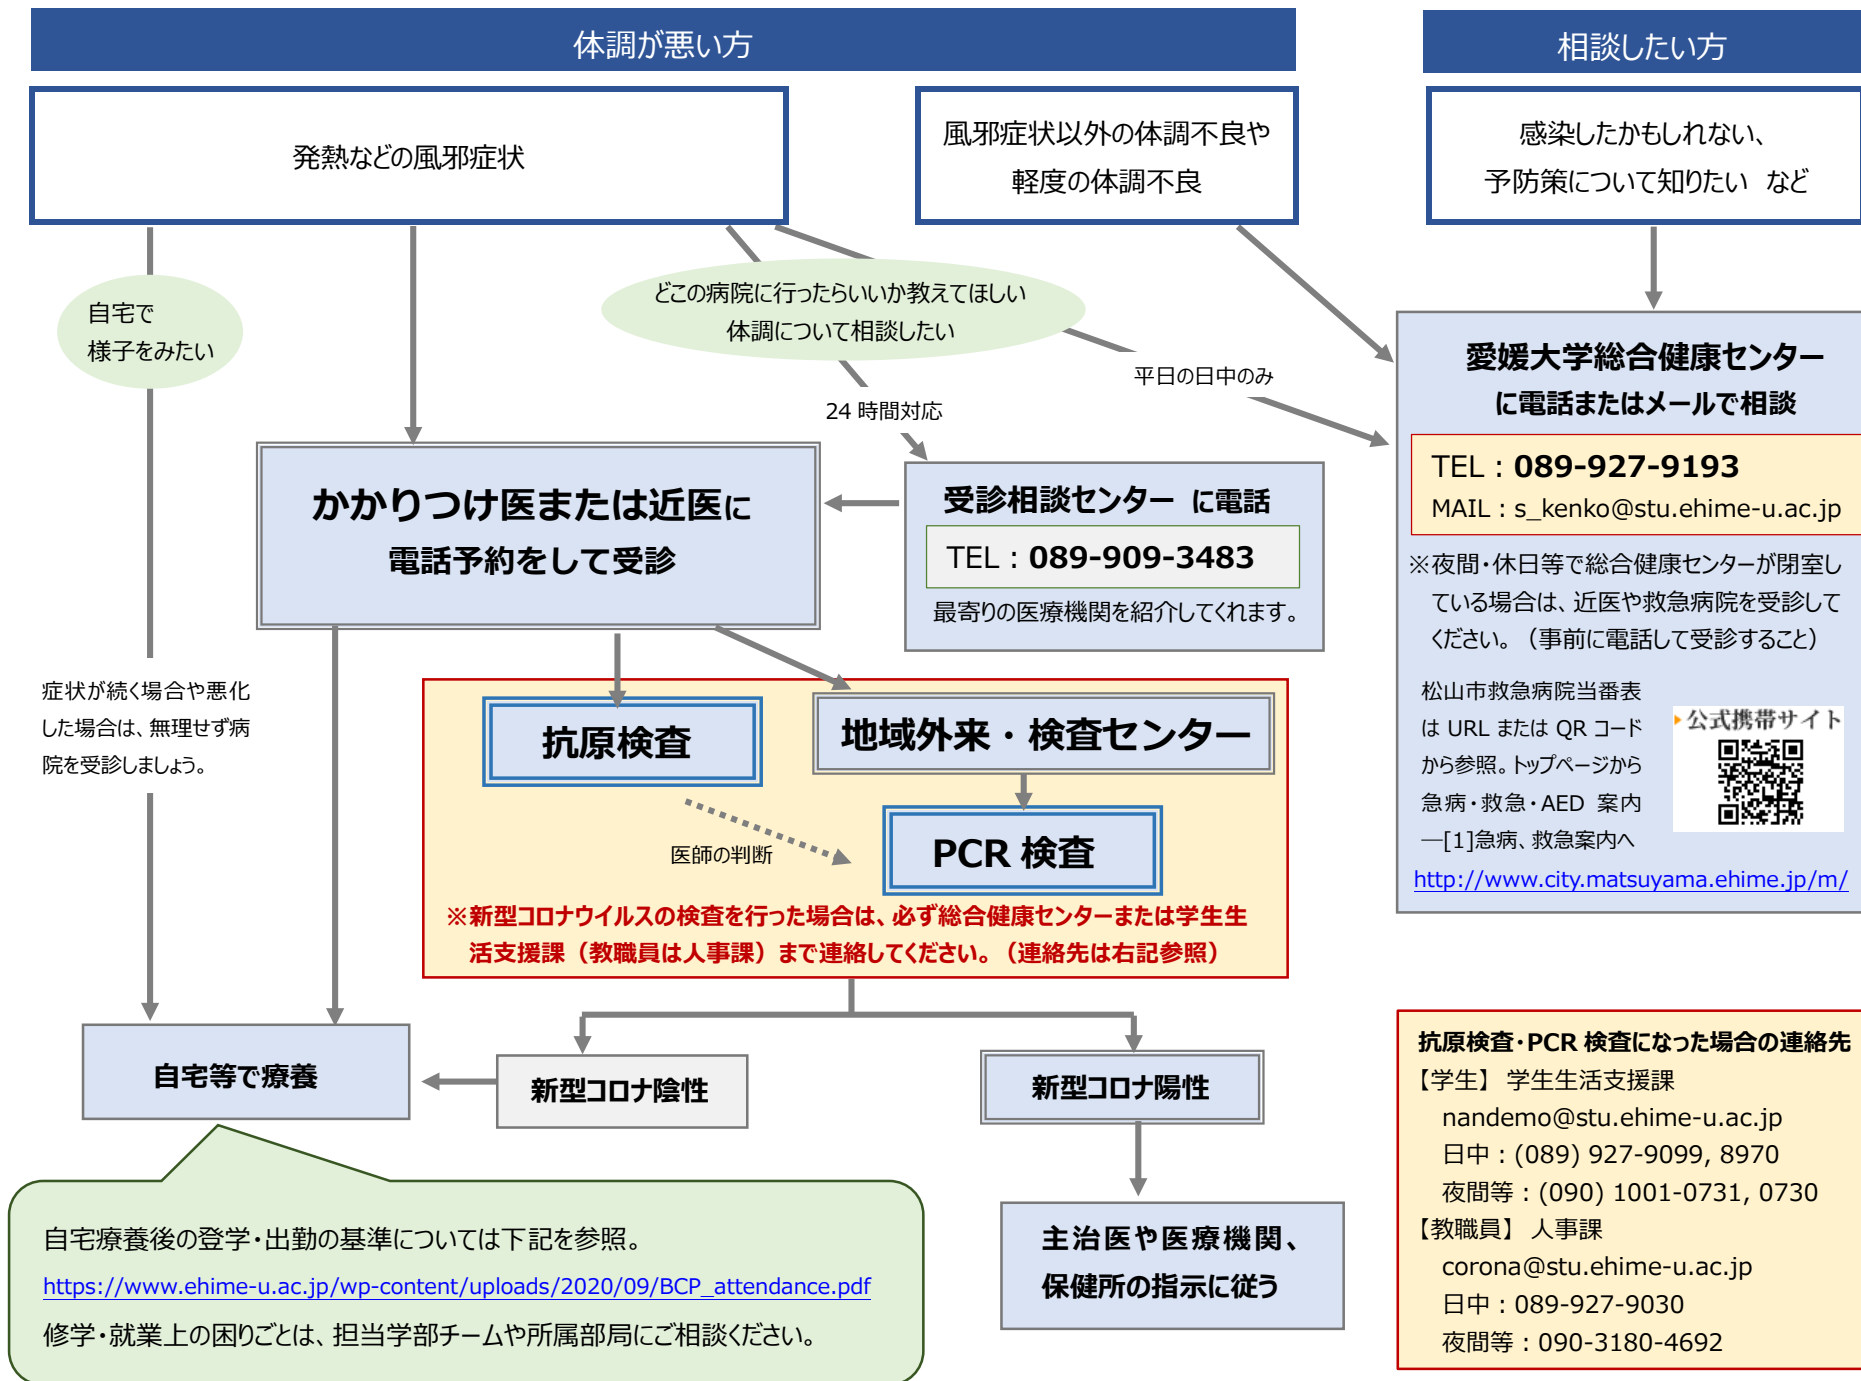 体調が悪い方
相談したい方
発熱などの風邪症状
風邪症状以外の体調不良や
軽度の体調不良
感染したかもしれない、
予防策について知りたい など
自宅で
様子をみたい
どこの病院に行ったらいいか教えてほしい
体調について相談したい
平日の日中のみ
24 時間対応
かかりつけ医または近医に
電話予約をして受診
受診相談センター に電話
TEL：089-909-3483
最寄りの医療機関を紹介してくれます。
愛媛大学総合健康センター
に電話またはメールで相談
TEL：089-927-9193
MAIL：s_kenko@stu.ehime-u.ac.jp
※夜間・休日等で総合健康センターが閉室し
ている場合は、近医や救急病院を受診して
ください。（事前に電話して受診すること）
松山市救急病院当番表
は URL または QR コード
から参照。トップページから
急病・救急・AED 案内
―[1]急病、救急案内へ
公式携帯サイト
http://www.city.matsuyama.ehime.jp/m/
症状が続く場合や悪化
した場合は、無理せず病
院を受診しましょう。
抗原検査
地域外来・検査センター
医師の判断
PCR 検査
※新型コロナウイルスの検査を行った場合は、必ず総合健康センターまたは学生生
活支援課（教職員は人事課）まで連絡してください。（連絡先は右記参照）
自宅等で療養
新型コロナ陰性
新型コロナ陽性
主治医や医療機関、
保健所の指示に従う
自宅療養後の登学・出勤の基準については下記を参照。
https://www.ehime-u.ac.jp/wp-content/uploads/2020/09/BCP_attendance.pdf
修学・就業上の困りごとは、担当学部チームや所属部局にご相談ください。
抗原検査・PCR 検査になった場合の連絡先
【学生】 学生生活支援課
nandemo@stu.ehime-u.ac.jp
日中：(089) 927-9099, 8970
夜間等：(090) 1001-0731, 0730
【教職員】 人事課
corona@stu.ehime-u.ac.jp
日中：089-927-9030
夜間等：090-3180-4692